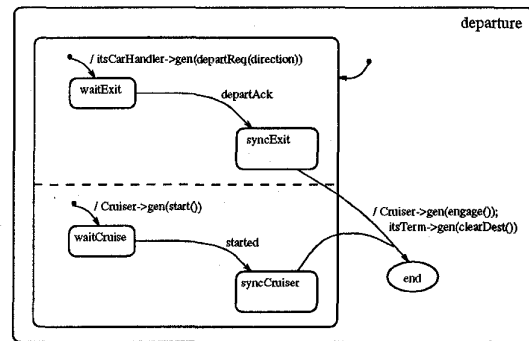 departure
/ itsCarHandler->gen(departReq(direction))
waitExit
departAck
syncExit
/ Cruiser->gen(start())
/ Cruiser->gen(engage());
itsTerm->gen(clearDest())
waitCruise
started
syncCruiser
end